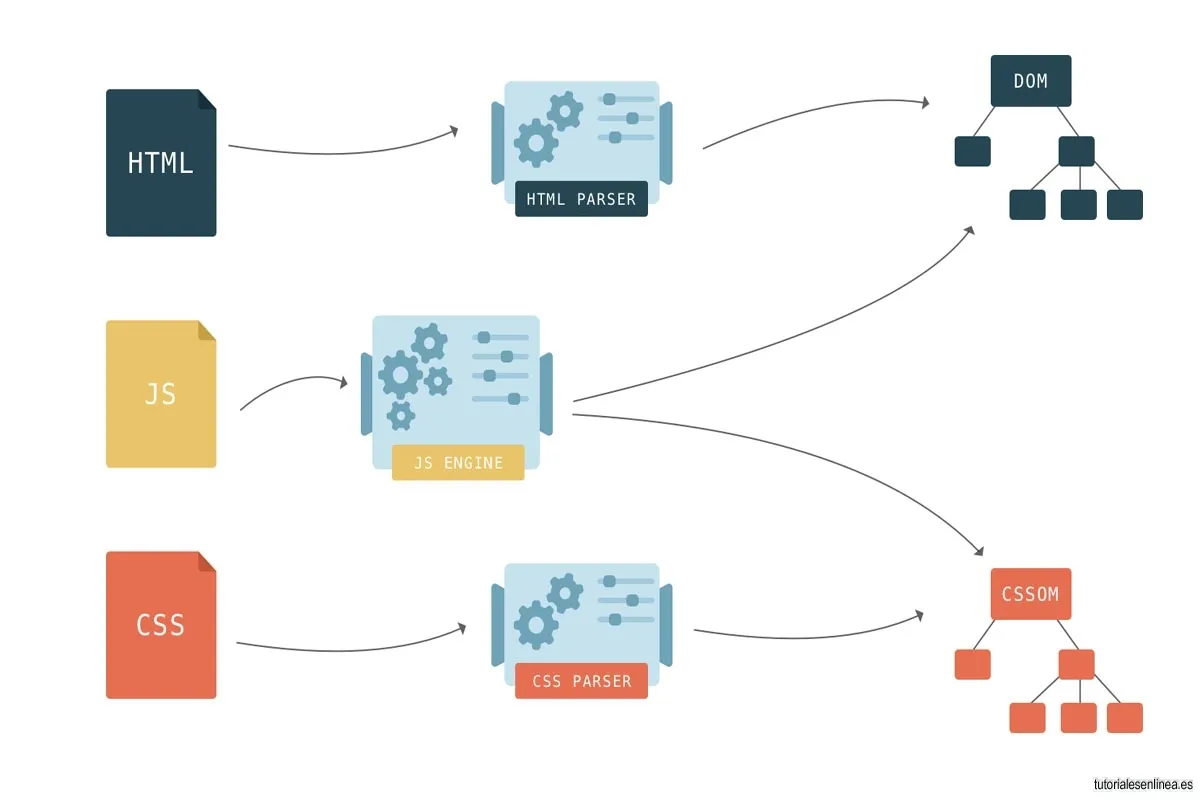 HTML
HTML PARSER
DOM
JS
JS ENGINE
CSS
CSS PARSER
CSSOM
tutorialesenlinea.es